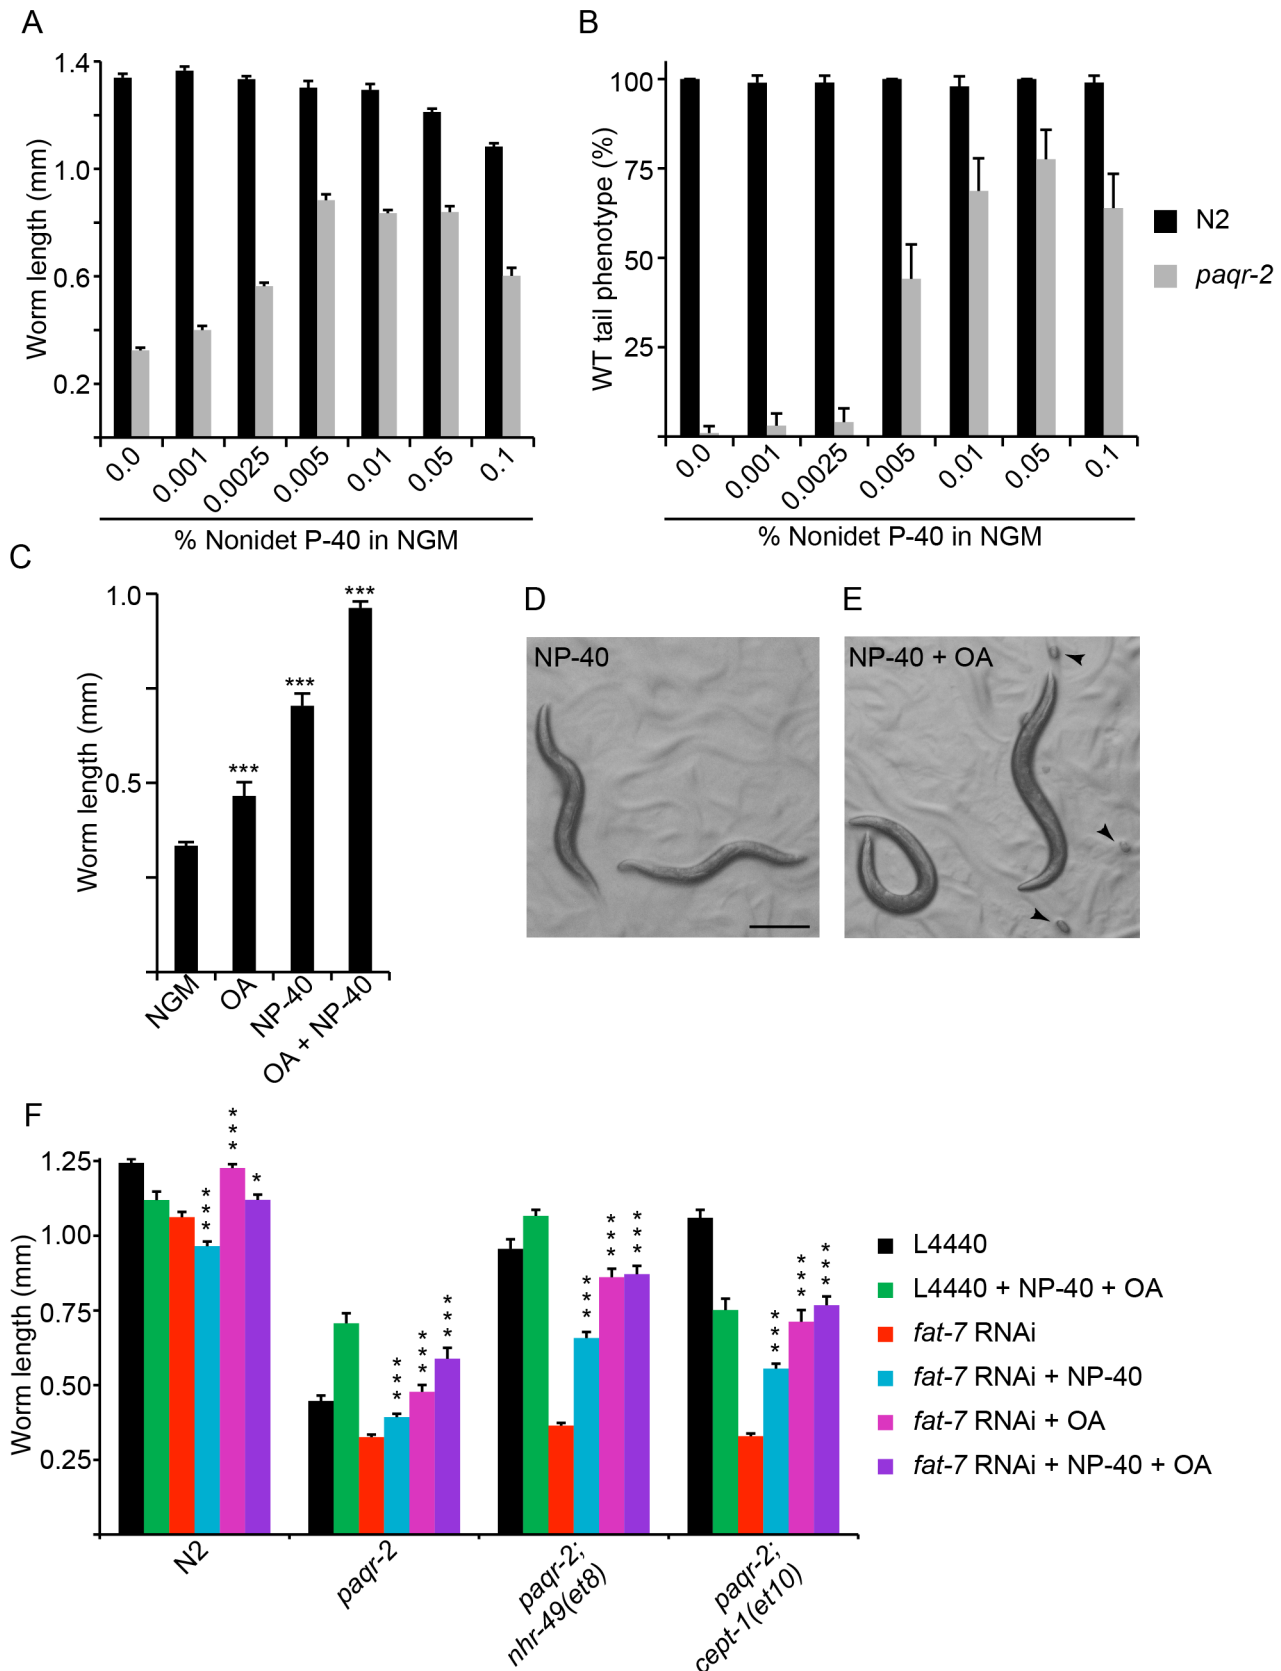 A
Worm length (mm)
1.4
1.0
0.6
0.2
0.0
0.001
0.0025
0.005
0.01
0.05
0.1
% Nonidet P-40 in NGM
B
WT tail phenotype (%)
100
75
50
25
0.0
0.001
0.0025
0.005
0.01
0.05
0.1
% Nonidet P-40 in NGM
N2
paqr-2
C
Worm length (mm)
1.0
0.5
***
***
***
NGM
OA
NP-40
OA + NP-40
D
NP-40
E
NP-40 + OA
F
Worm length (mm)
1.25
1.00
0.75
0.50
0.25
***
***
*
***
***
***
***
***
***
***
***
***
N2
paqr-2
paqr-2;
nhr-49(et8)
paqr-2;
cept-1(et10)
L4440
L4440 + NP-40 + OA
fat-7 RNAi
fat-7 RNAi + NP-40
fat-7 RNAi + OA
fat-7 RNAi + NP-40 + OA